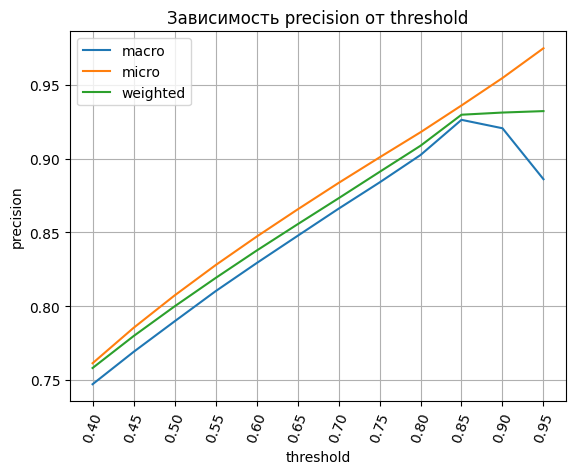 Зависимость precision от threshold
macro
micro
weighted
precision
0.95
0.90
0.85
0.80
0.75
0.40 0.45 0.50 0.55 0.60 0.65 0.70 0.75 0.80 0.85 0.90 0.95
threshold